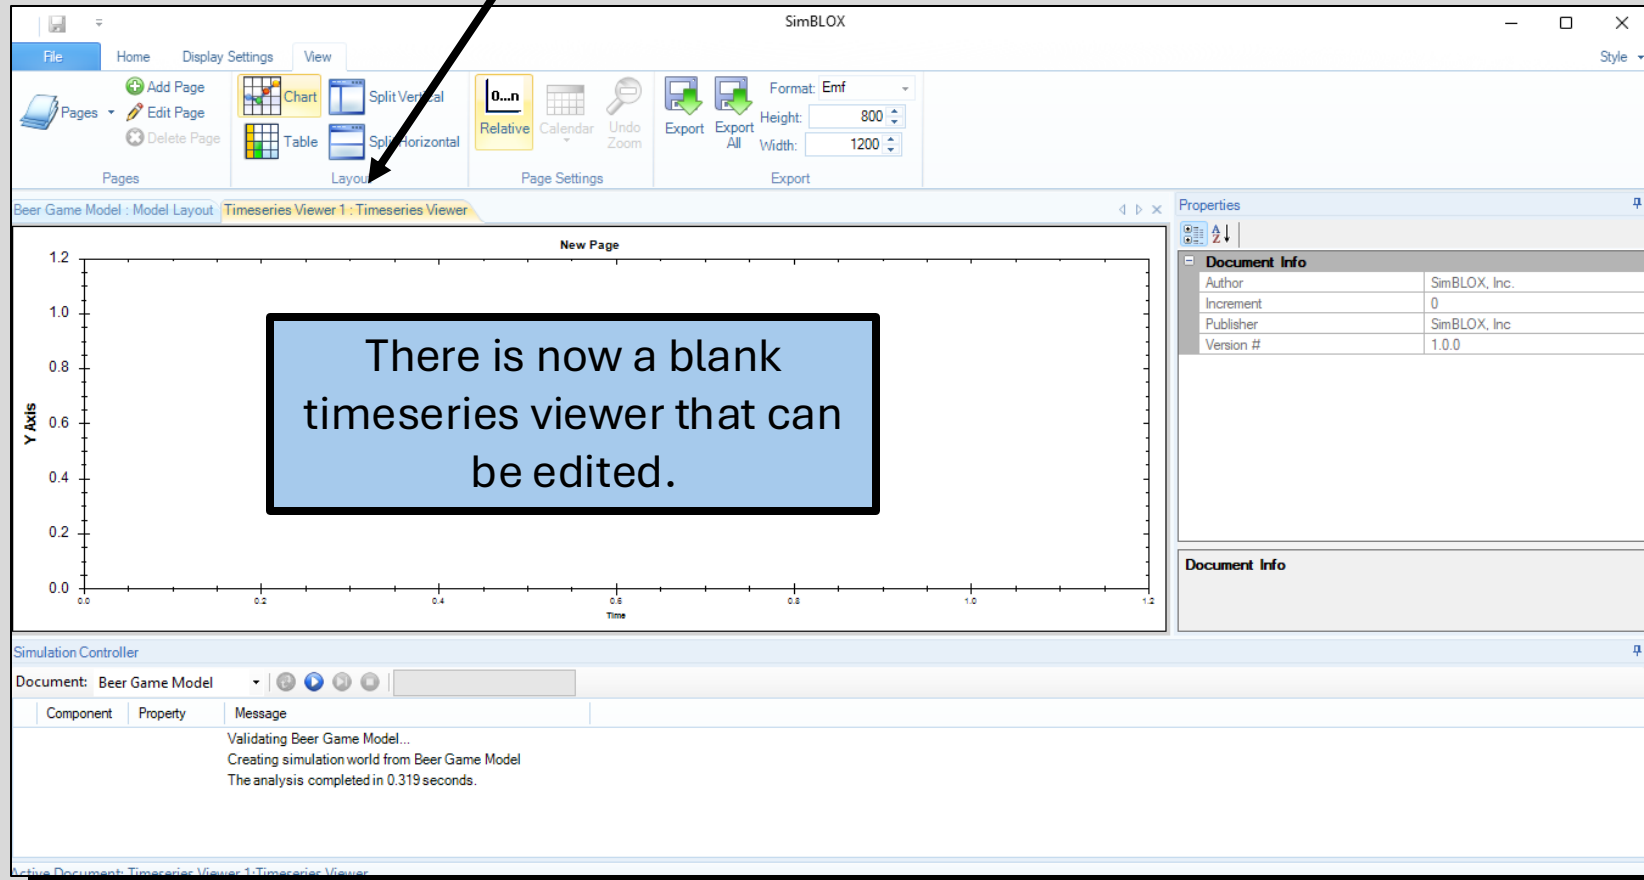 SimBLOX
File Home Display Settings View Style
Pages Add Page Edit Page Delete Page
Chart Table Split Vertical Split Horizontal
0...n Relative Calendar Undo Zoom
Export Export All Format: Emf
Height: 800
Width: 1200
Pages Layout Page Settings Export
Beer Game Model : Model Layout Timeseries Viewer 1 : Timeseries Viewer
New Page
1.2
1.0
0.8
0.6
0.4
0.2
0.0
Y Axis
0.0 0.2 0.4 0.6 0.8 1.0 1.2
Time
There is now a blank
timeseries viewer that can
be edited.
Properties
A
Z
Document Info
Author SimBLOX, Inc.
Increment 0
Publisher SimBLOX, Inc
Version # 1.0.0
Document Info
Simulation Controller
Document: Beer Game Model
Component Property Message
Validating Beer Game Model...
Creating simulation world from Beer Game Model
The analysis completed in 0.319 seconds.
Active Document: Timeseries Viewer 1:Timeseries Viewer